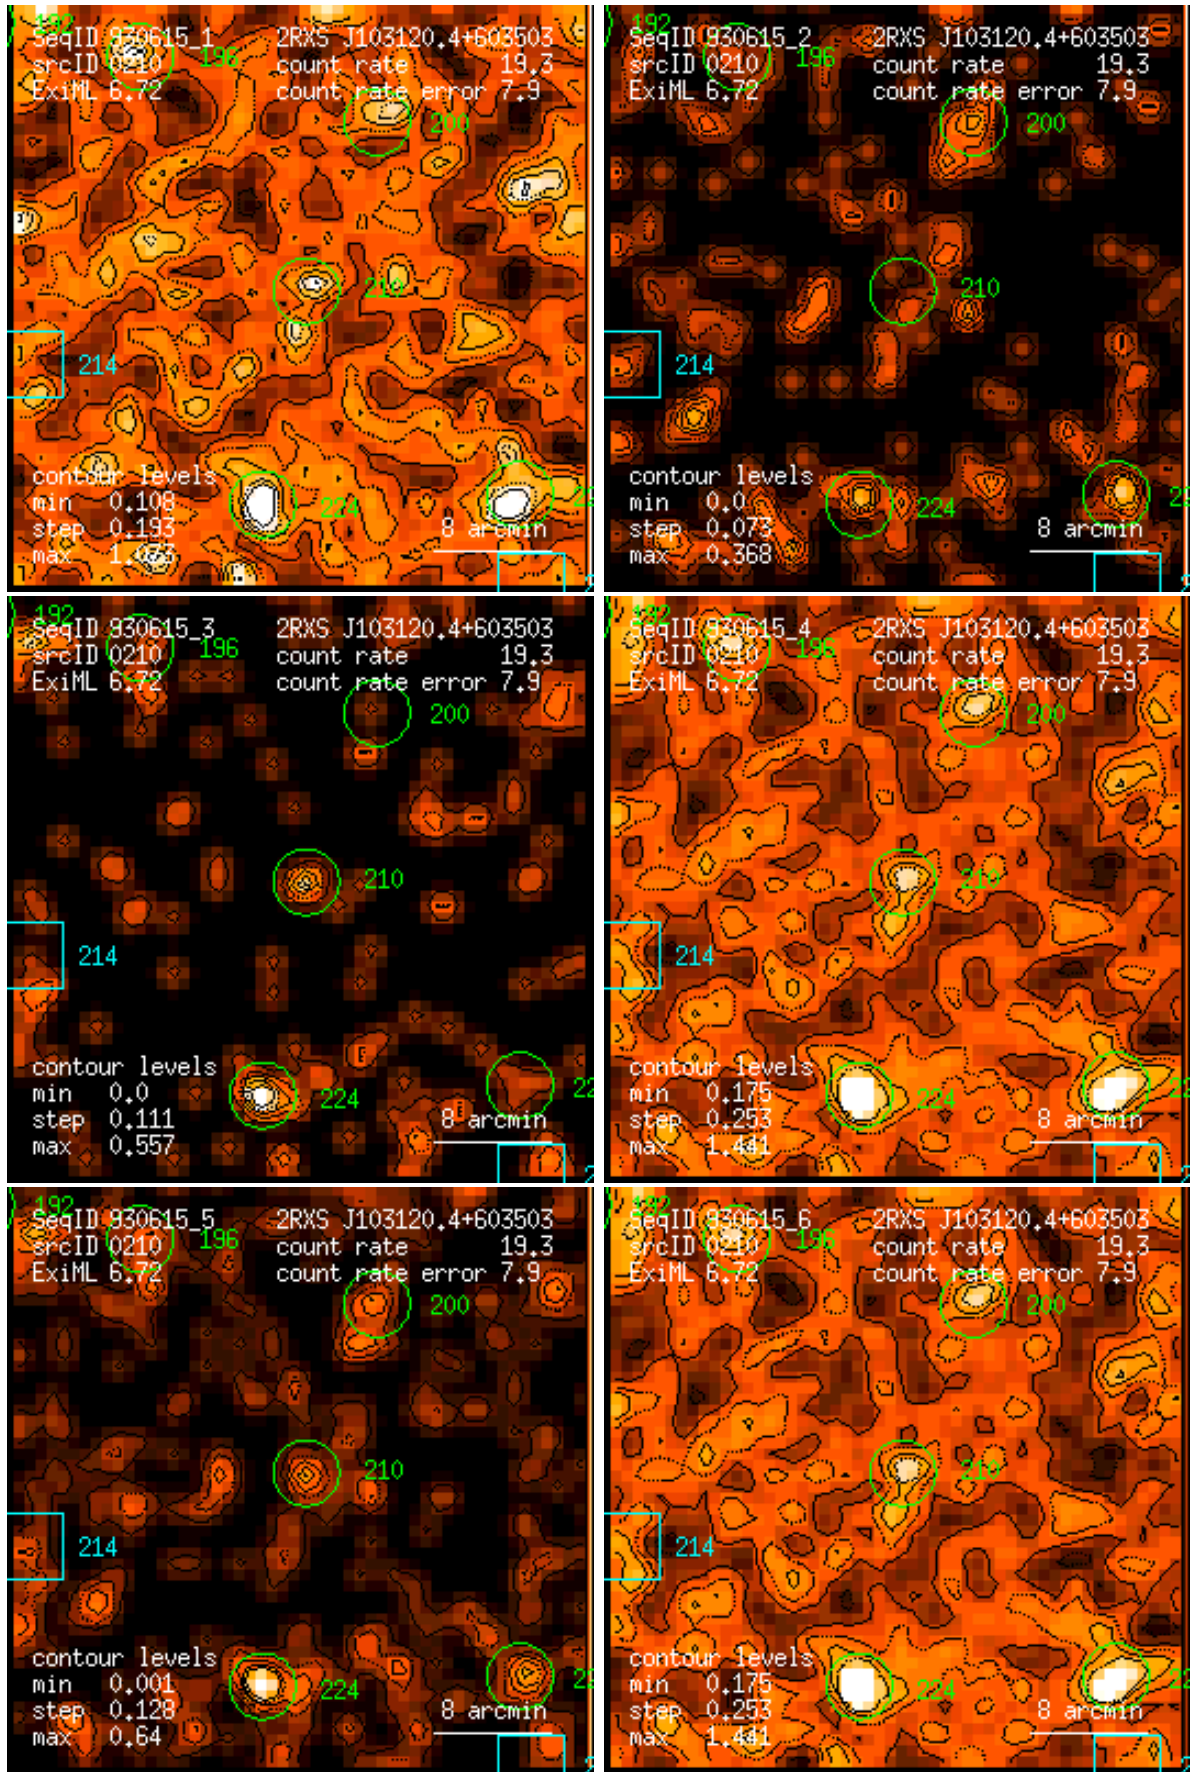 192
SeqID 930615_1 2RXS J103120.4+603503
srcID 0210 196 count rate 19.3
ExiML 6.72 count rate error 7.9
200
210
214
contour levels
min 0.108
step 0.193 224
max 8 arcmin
192
SeqID 930615_2 2RXS J103120.4+603503
srcID 0210 196 count rate 19.3
ExiML 6.72 count rate error 7.9
200
210
214
contour levels
min 0.0
step 0.073 224
max 0.368 8 arcmin
192
SeqID 930615_3 2RXS J103120.4+603503
srcID 0210 196 count rate 19.3
ExiML 6.72 count rate error 7.9
200
210
214
contour levels
min 0.0
step 0.111 224
max 0.557 8 arcmin
192
SeqID 930615_4 2RXS J103120.4+603503
srcID 0210 196 count rate 19.3
ExiML 6.72 count rate error 7.9
200
210
214
contour levels
min 0.175
step 0.253 224
max 1.441 8 arcmin
192
SeqID 930615_5 2RXS J103120.4+603503
srcID 0210 196 count rate 19.3
ExiML 6.72 count rate error 7.9
200
210
214
contour levels
min 0.001
step 0.128 224
max 0.64 8 arcmin
192
SeqID 930615_6 2RXS J103120.4+603503
srcID 0210 196 count rate 19.3
ExiML 6.72 count rate error 7.9
200
210
214
contour levels
min 0.175
step 0.253 224
max 1.441 8 arcmin